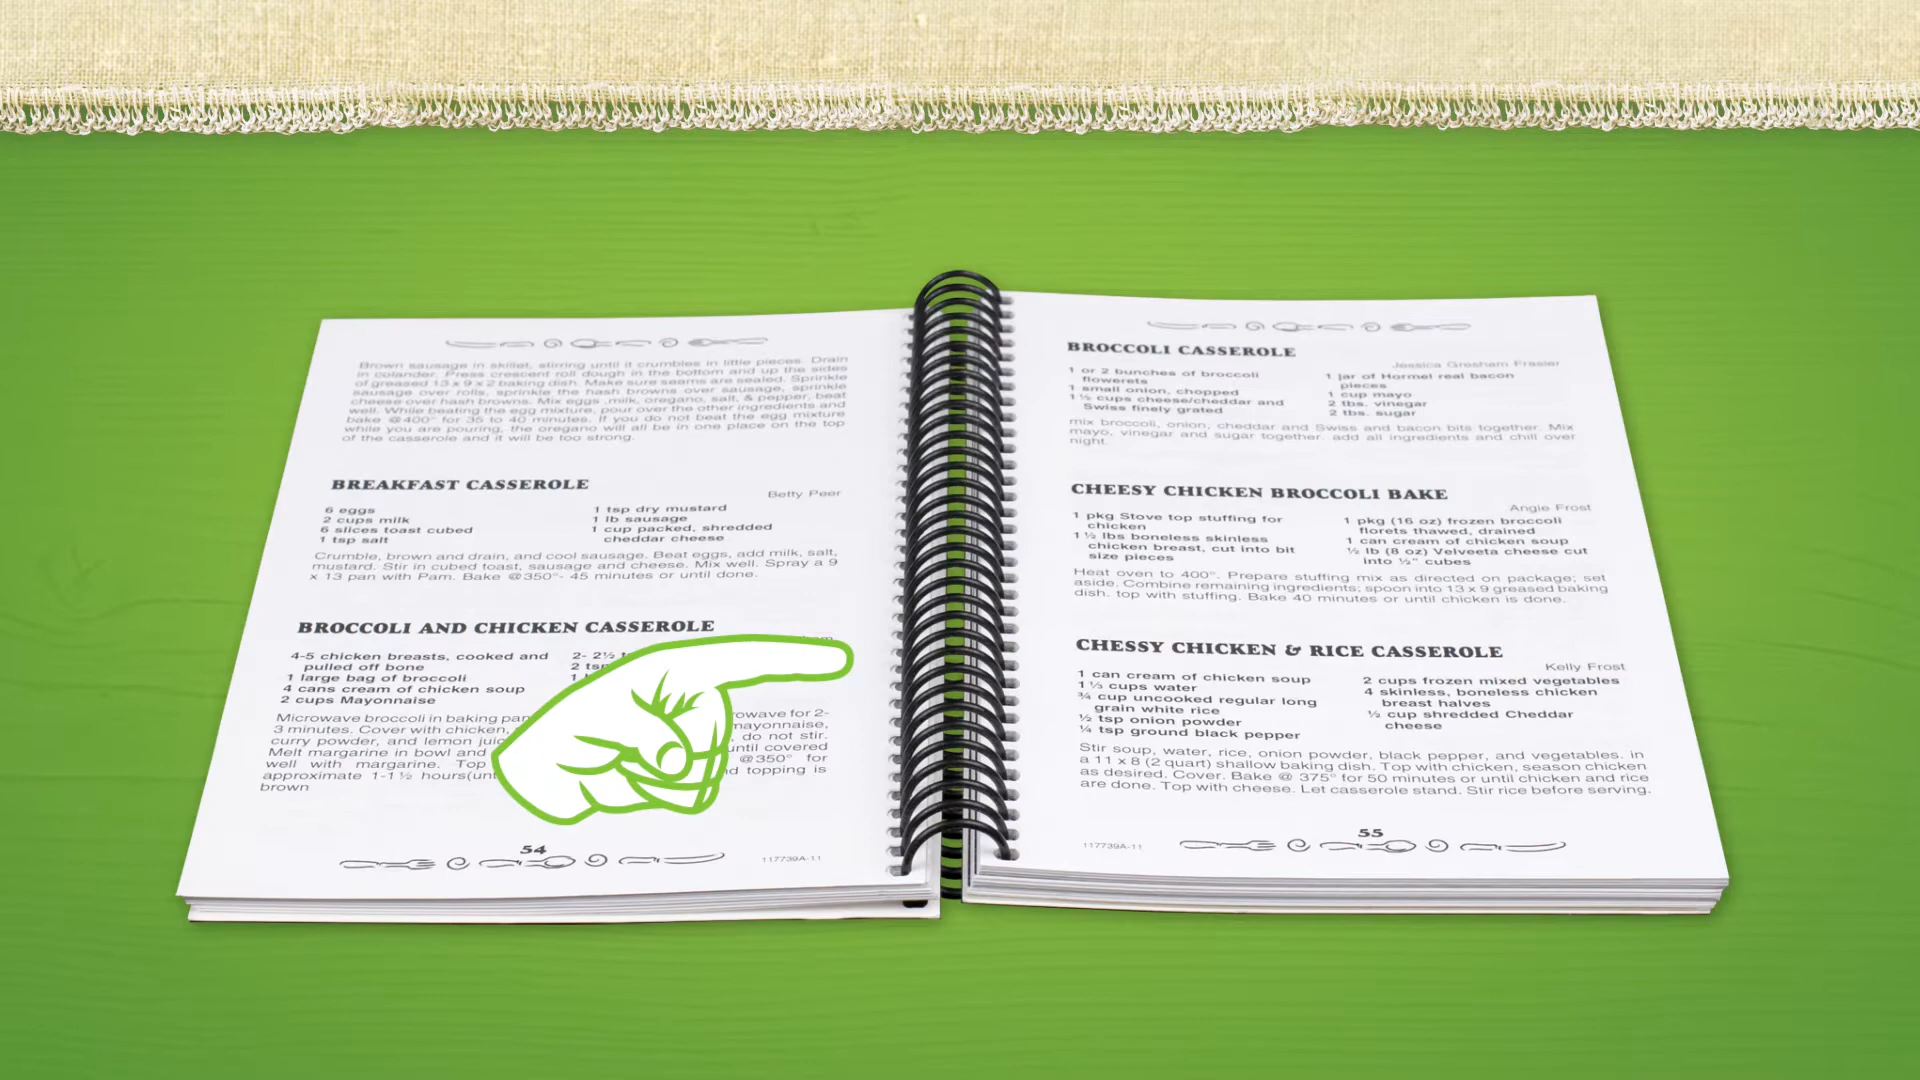 Brown sausage in skillet, stirring until it crumbles in little pieces. Drain
in colander. Press crescent roll dough in the bottom and up the sides
of greased 13 x 9 x 2 baking dish. Make sure seams are sealed. Sprinkle
sausage over rolls, sprinkle the hash browns over sausage, sprinkle
cheese over hash browns. Mix eggs ,milk, oregano, salt, & pepper, beat
well. While beating the egg mixture, pour over the other ingredients and
bake @400° for 35 to 40 minutes. If you do not beat the egg mixture
while you are pouring, the oregano will all be in one place on the top
of the casserole and it will be too strong.
BREAKFAST CASSEROLE
Betty Peer
6 eggs
2 cups milk
6 slices toast cubed
1 tsp salt
1 tsp dry mustard
1 lb sausage
1 cup packed, shredded
cheddar cheese
Crumble, brown and drain, and cool sausage. Beat eggs, add milk, salt,
mustard. Stir in cubed toast, sausage and cheese. Mix well. Spray a 9
x 13 pan with Pam. Bake @350°- 45 minutes or until done.
BROCCOLI AND CHICKEN CASSEROLE
4-5 chicken breasts, cooked and
pulled off bone
1 large bag of broccoli
4 cans cream of chicken soup
2 cups Mayonnaise
2- 2½
2
1
Microwave broccoli in baking
3 minutes. Cover with chicken, mayonnaise,
curry powder, and lemon do not stir.
Melt margarine in bowl and until covered
well with margarine. Top @350° for
approximate 1-1½ topping is
brown
54
117739A-11
BROCCOLI CASSEROLE
Jessica Gresham Frasier
1 or 2 bunches of broccoli
flowerets
1 small onion, chopped
1 ½ cups cheese/cheddar and
Swiss finely grated
1 jar of Hormel real bacon
pieces
1 cup mayo
2 tbs. vinegar
2 tbs. sugar
mix broccoli, onion, cheddar and Swiss and bacon bits together. Mix
mayo, vinegar and sugar together. add all ingredients and chill over
night.
CHEESY CHICKEN BROCCOLI BAKE
Angie Frost
1 pkg Stove top stuffing for
chicken
1 ½ lbs boneless skinless
chicken breast, cut into bit
size pieces
1 pkg (16 oz) frozen broccoli
florets thawed, drained
1 can cream of chicken soup
½ lb (8 oz) Velveeta cheese cut
into ½" cubes
Heat oven to 400°. Prepare stuffing mix as directed on package; set
aside. Combine remaining ingredients; spoon into 13 x 9 greased baking
dish. top with stuffing. Bake 40 minutes or until chicken is done.
CHESSY CHICKEN & RICE CASSEROLE
Kelly Frost
1 can cream of chicken soup
1 ⅓ cups water
¾ cup uncooked regular long
grain white rice
½ tsp onion powder
¼ tsp ground black pepper
2 cups frozen mixed vegetables
4 skinless, boneless chicken
breast halves
½ cup shredded Cheddar
cheese
Stir soup, water, rice, onion powder, black pepper, and vegetables. in
a 11 x 8 (2 quart) shallow baking dish. Top with chicken, season chicken
as desired. Cover. Bake @ 375° for 50 minutes or until chicken and rice
are done. Top with cheese. Let casserole stand. Stir rice before serving.
55
117739A-11